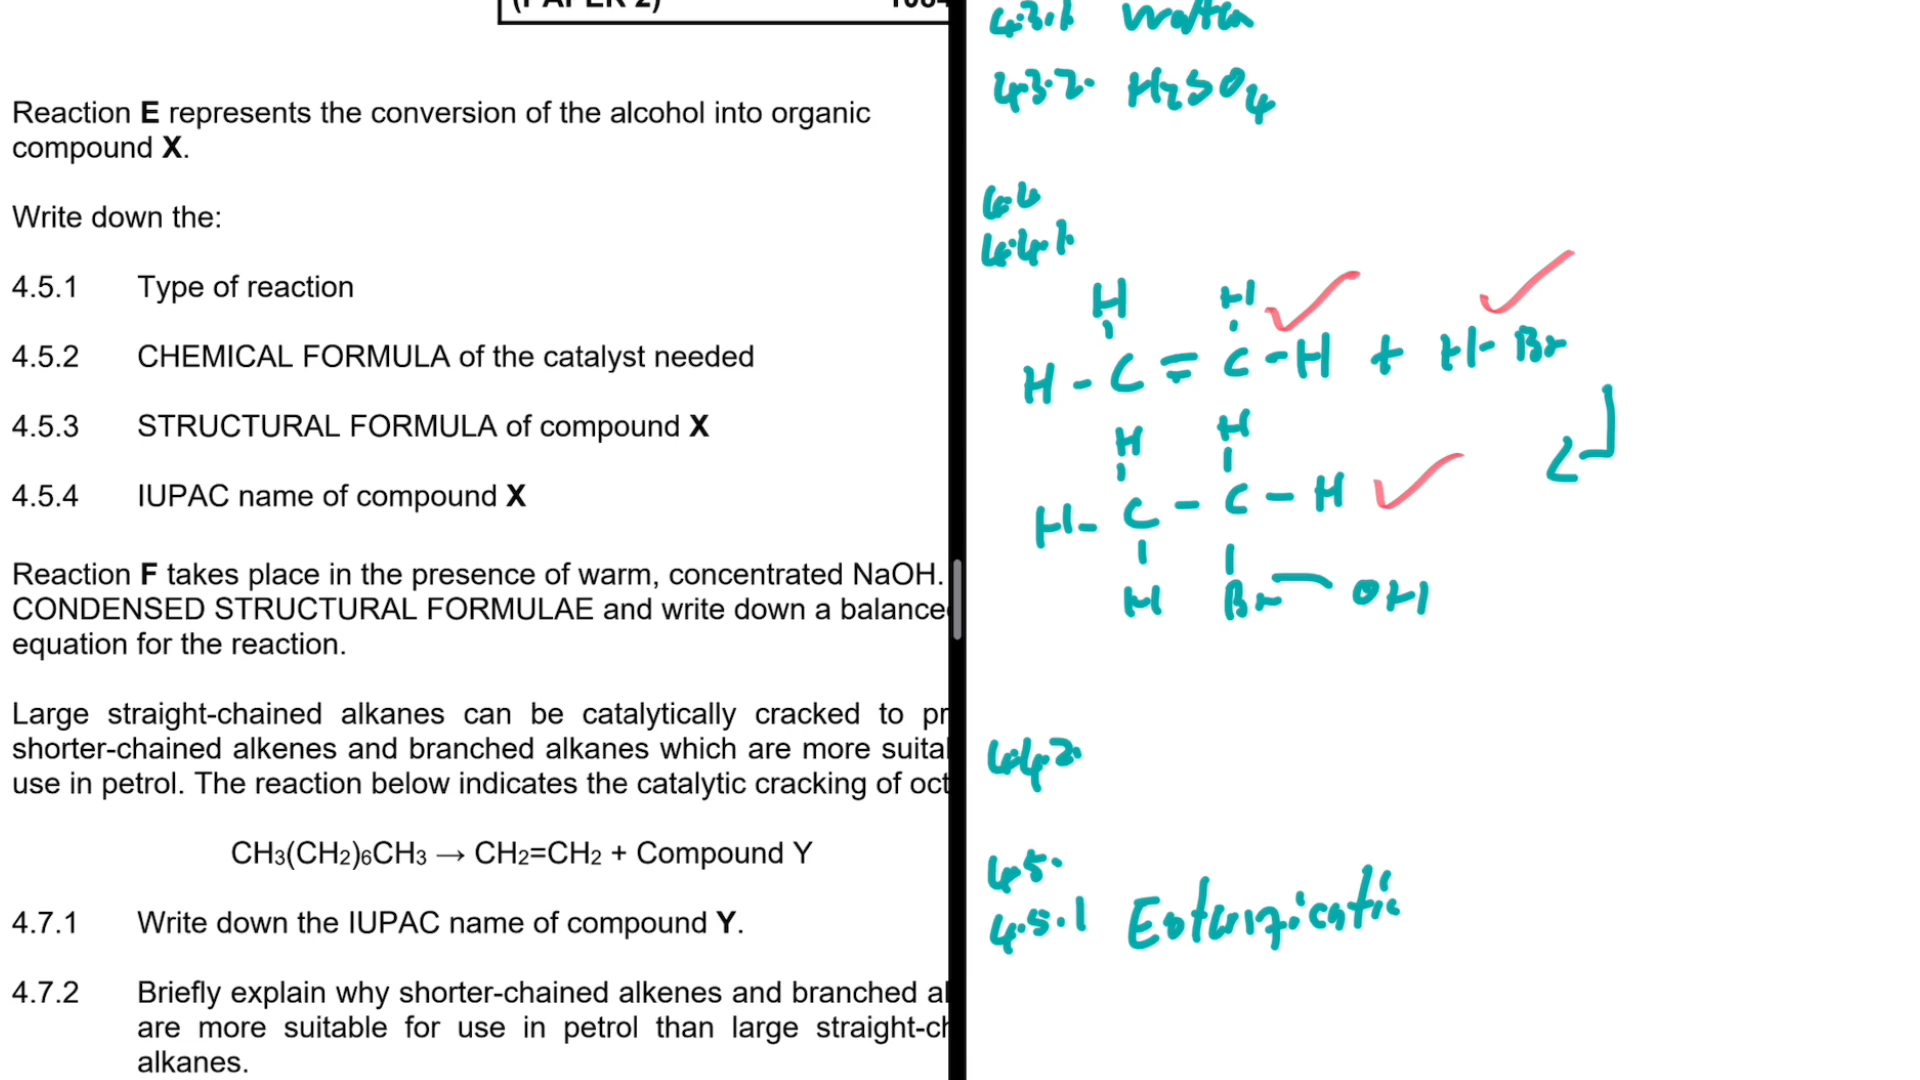 (PAPER 2)
Reaction E represents the conversion of the alcohol into organic
compound X.
Write down the:
4.5.1 Type of reaction
4.5.2 CHEMICAL FORMULA of the catalyst needed
4.5.3 STRUCTURAL FORMULA of compound X
4.5.4 IUPAC name of compound X
Reaction F takes place in the presence of warm, concentrated NaOH.
CONDENSED STRUCTURAL FORMULAE and write down a balance
equation for the reaction.
Large straight-chained alkanes can be catalytically cracked to pr
shorter-chained alkenes and branched alkanes which are more suita
use in petrol. The reaction below indicates the catalytic cracking of oct
CH3(CH2)6CH3 → CH2=CH2 + Compound Y
4.7.1 Write down the IUPAC name of compound Y.
4.7.2 Briefly explain why shorter-chained alkenes and branched al
are more suitable for use in petrol than large straight-ch
alkanes.
4.3.1 Water
4.3.2. H2SO4
4.4
4.4.1.
H H
H - C = C - H + H - Br
H H
H - C - C - H
H Br OH
4.4.2.
4.5.
4.5.1